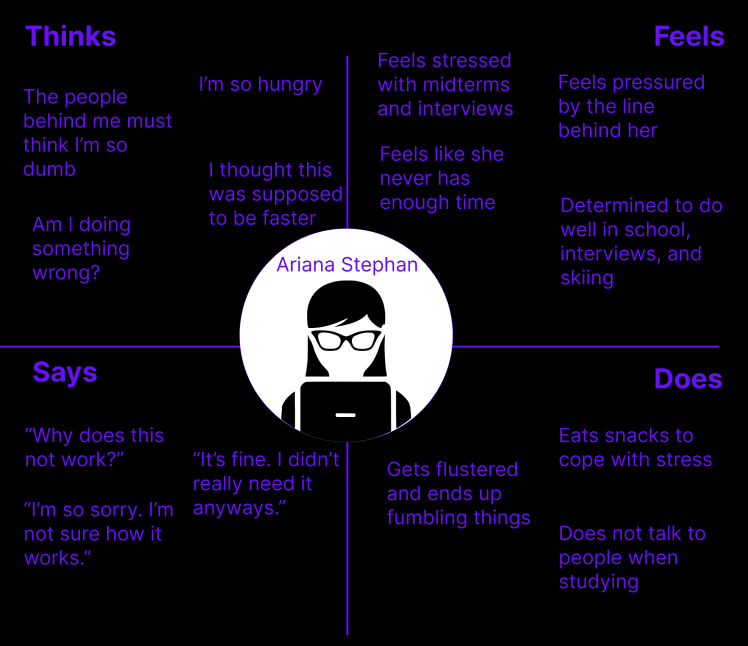 Thinks
The people
behind me must
think I’m so
dumb
I’m so hungry
I thought this
was supposed
to be faster
Am I doing
something
wrong?
Feels
Feels stressed
with midterms
and interviews
Feels pressured
by the line
behind her
Feels like she
never has
enough time
Determined to do
well in school,
interviews, and
skiing
Ariana Stephan
Says
“Why does this
not work?”
“It’s fine. I didn’t
really need it
anyways.”
“I’m so sorry. I’m
not sure how it
works.”
Does
Eats snacks to
cope with stress
Gets flustered
and ends up
fumbling things
Does not talk to
people when
studying